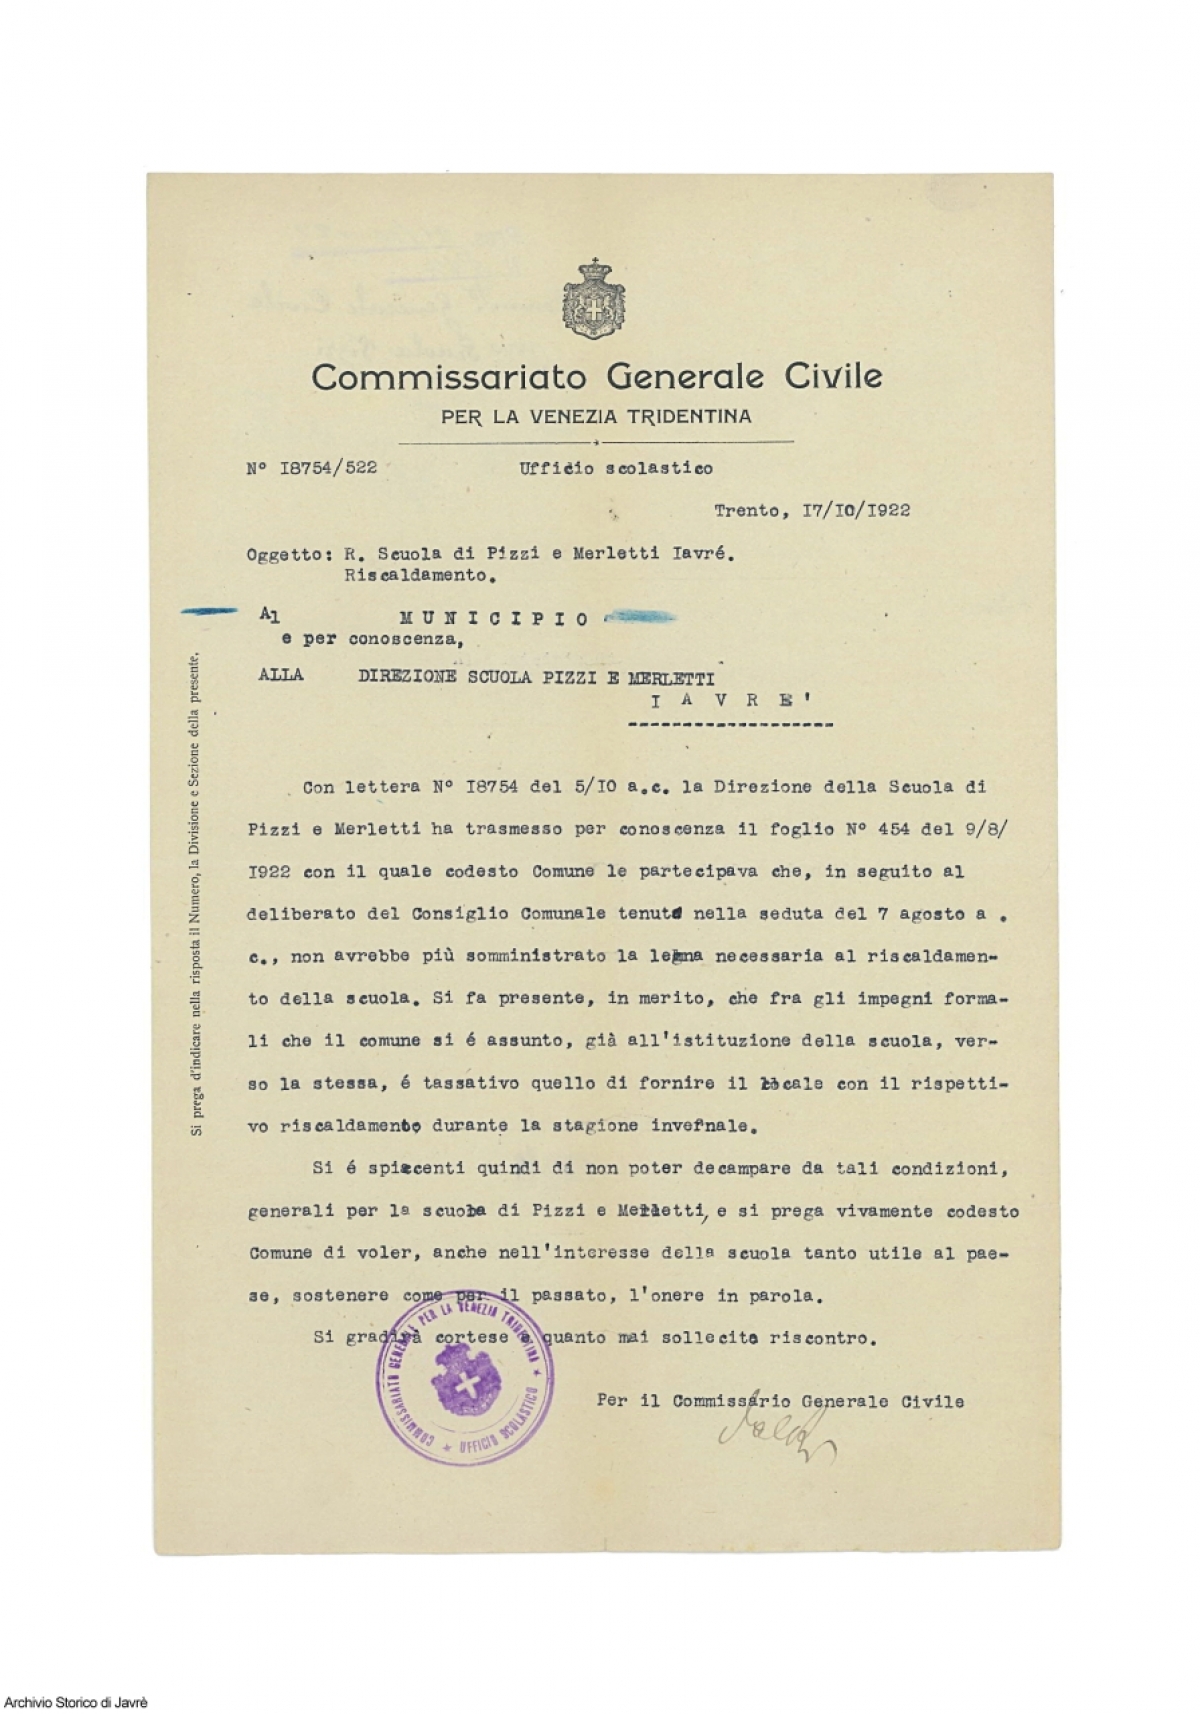 Commissariato Generale Civile
PER LA VENEZIA TRIDENTINA
N° I8754/522 Ufficio scolastico
Trento, I7/I0/I922
Oggetto: R. Scuola di Pizzi e Merletti Iavré.
Riscaldamento.
Al MUNICIPIO
e per conoscenza,
ALLA DIREZIONE SCUOLA PIZZI E MERLETTI
IAVRE'
Si prega d'indicare nella risposta il Numero, la Divisione e Sezione della presente.
Con lettera N° I8754 del 5/IO a.c. la Direzione della Scuola di
Pizzi e Merletti ha trasmesso per conoscenza il foglio N° 454 del 9/8/
I922 con il quale codesto Comune le partecipava che, in seguito al
deliberato del Consiglio Comunale nella seduta del 7 agosto a .
c., non avrebbe più somministrato la legna necessaria al riscaldamen-
to della scuola. Si fa presente, in merito, che fra gli impegni forma-
li che il comune si é assunto, già all'istituzione della scuola, ver-
so la stessa, é tassativo quello di fornire il locale con il rispetti-
vo riscaldamento durante la stagione invernale.
Si é spiacenti quindi di non poter decampare da tali condizioni,
generali per la scuola di Pizzi e Merletti, e si prega vivamente codesto
Comune di voler, anche nell'interesse della scuola tanto utile al pae-
se, sostenere come per il passato, l'onere in parola.
Si gradirà cortese e quanto mai sollecito riscontro.
COMMISSARIATO GENERALE PER LA VENEZIA TRIDENTINA
★ UFFICIO SCOLASTICO ★
Per il Commissario Generale Civile
Archivio Storico di Javrè